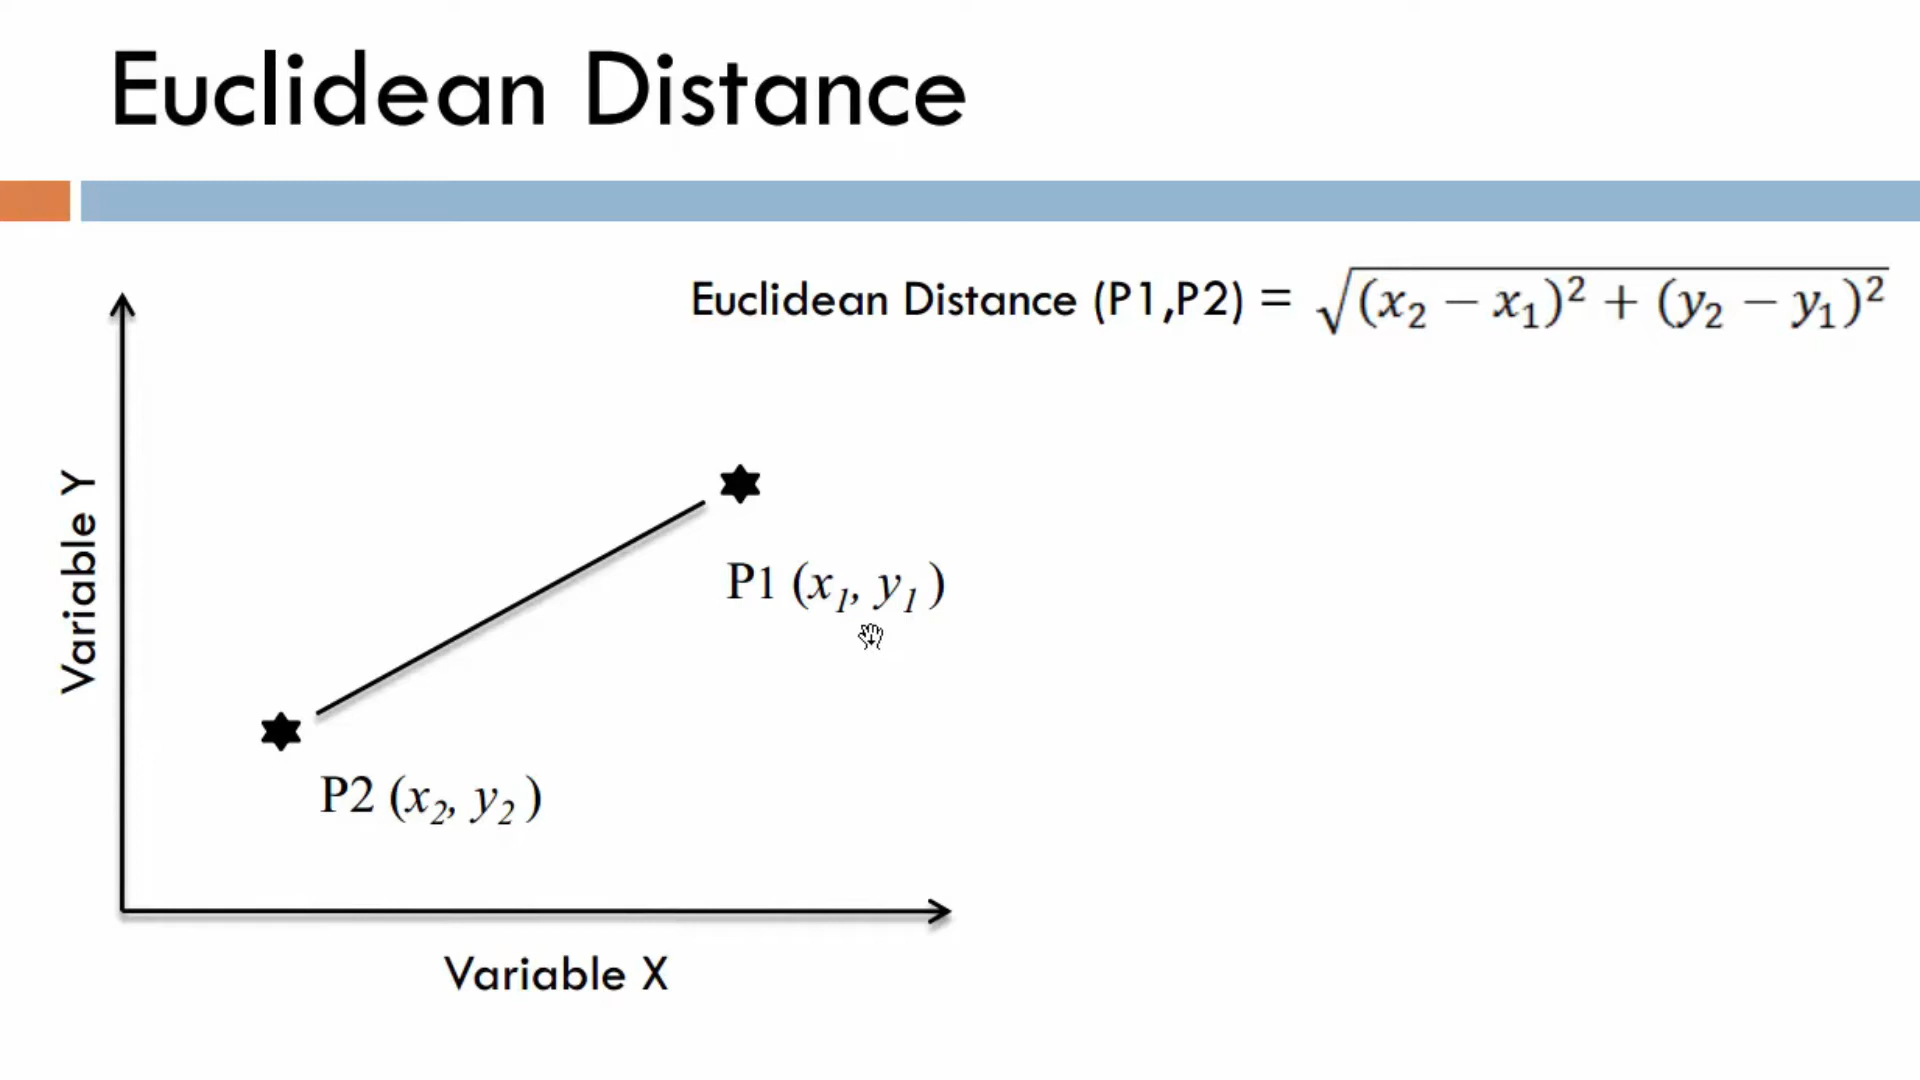 Euclidean Distance
Euclidean Distance (P1,P2) = √(x₂ − x₁)² + (y₂ − y₁)²
Variable Y
P1 (x₁, y₁ )
P2 (x₂, y₂ )
Variable X